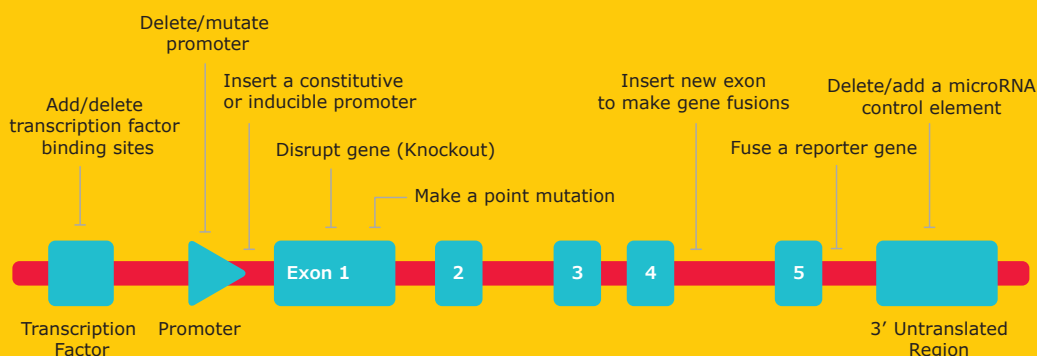 Delete/mutate
promoter
Insert a constitutive
or inducible promoter
Insert new exon
to make gene fusions
Delete/add a microRNA
control element
Add/delete
transcription factor
binding sites
Disrupt gene (Knockout)
Fuse a reporter gene
Make a point mutation
Exon 1
2
3
4
5
Transcription
Factor
Promoter
3′ Untranslated
Region